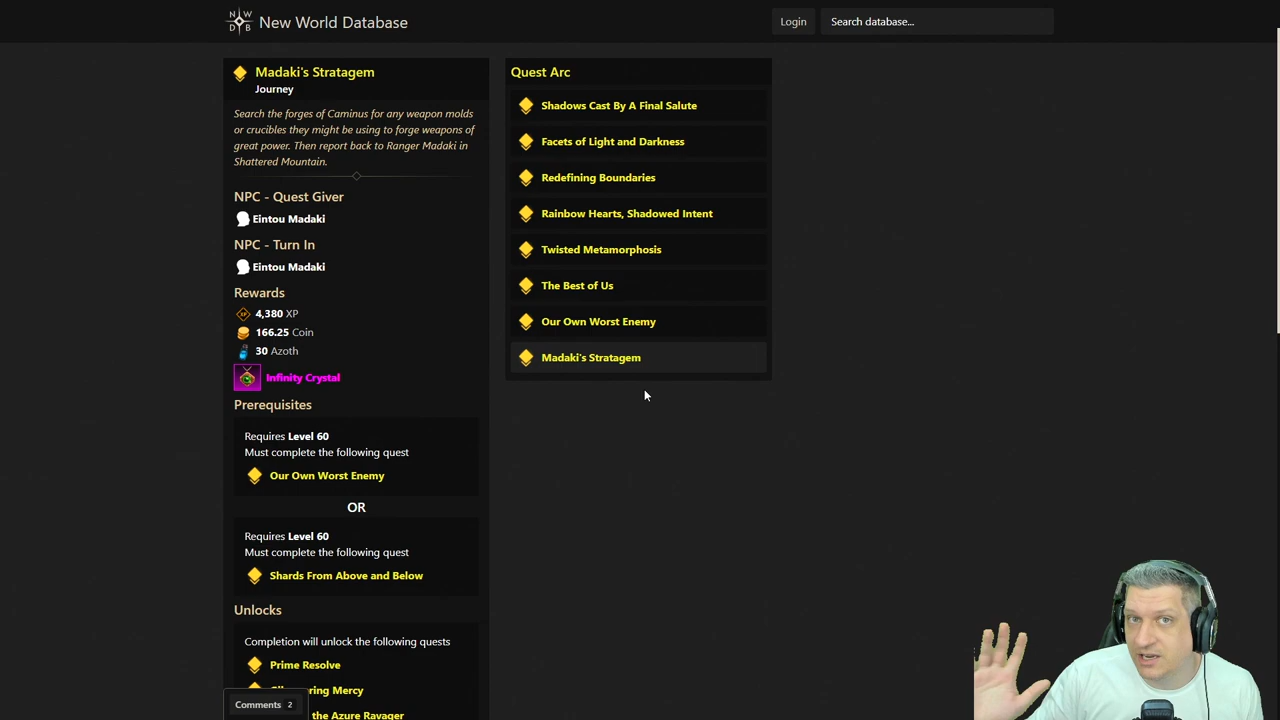 NW
DB
New World Database
Login
Search database...
Madaki's Stratagem
Journey
Search the forges of Caminus for any weapon molds
or crucibles they might be using to forge weapons of
great power. Then report back to Ranger Madaki in
Shattered Mountain.
NPC - Quest Giver
Eintou Madaki
NPC - Turn In
Eintou Madaki
Rewards
XP 4,380 XP
166.25 Coin
30 Azoth
Infinity Crystal
Prerequisites
Requires Level 60
Must complete the following quest
Our Own Worst Enemy
OR
Requires Level 60
Must complete the following quest
Shards From Above and Below
Unlocks
Completion will unlock the following quests
Prime Resolve
Mercy
the Azure Ravager
Comments 2
Quest Arc
Shadows Cast By A Final Salute
Facets of Light and Darkness
Redefining Boundaries
Rainbow Hearts, Shadowed Intent
Twisted Metamorphosis
The Best of Us
Our Own Worst Enemy
Madaki's Stratagem